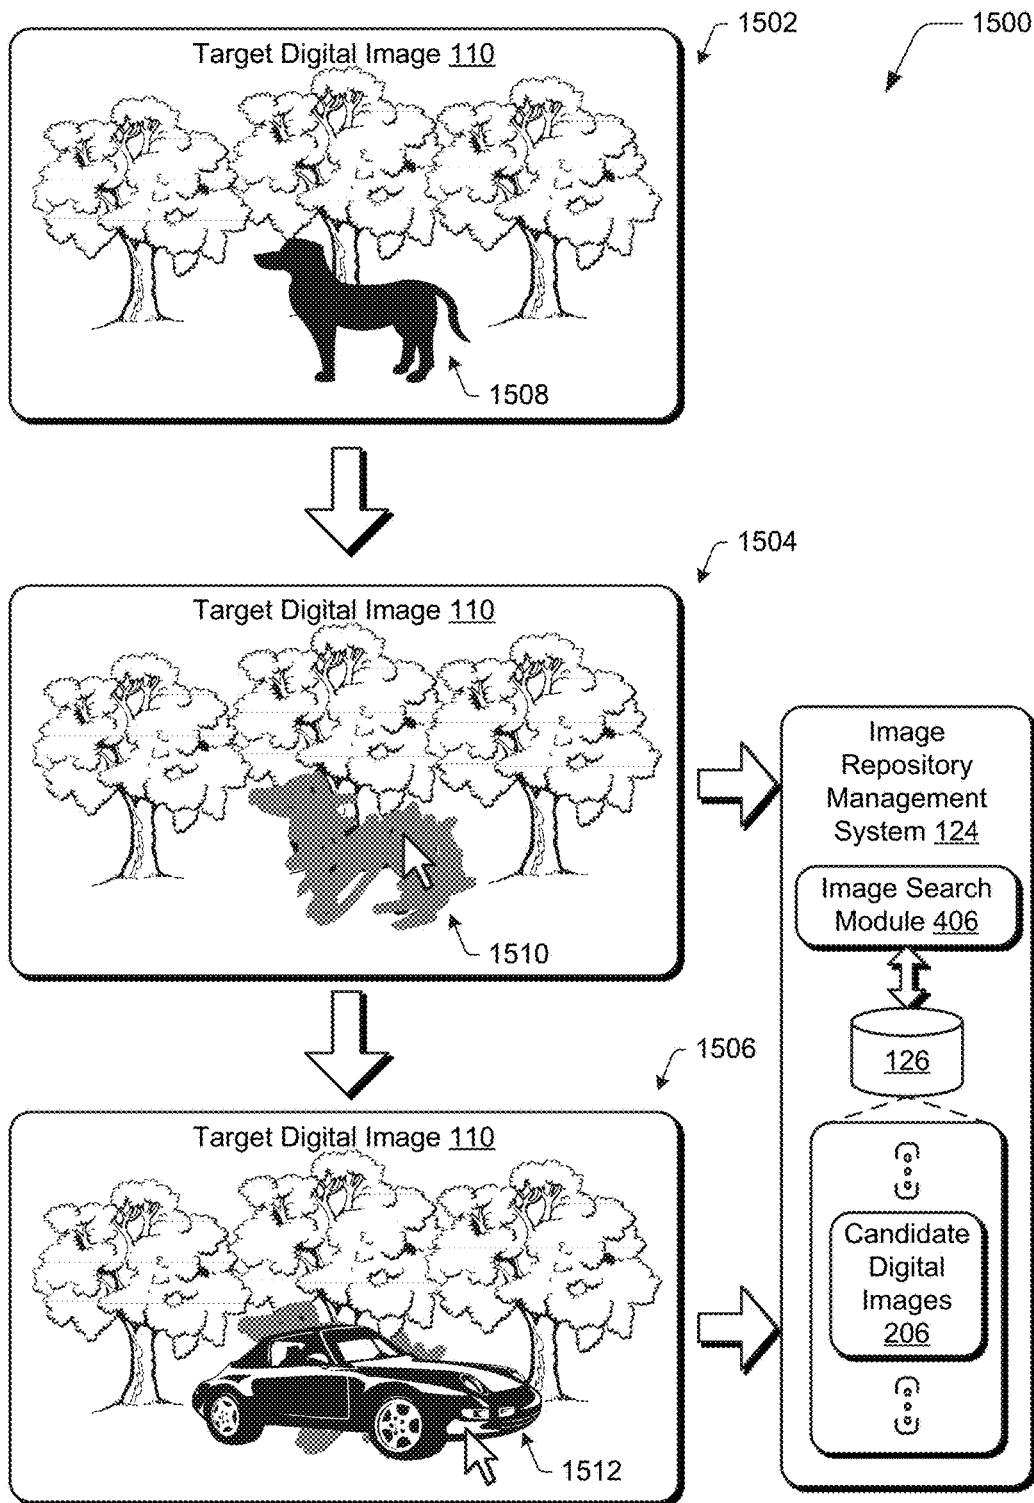 1502
1500
Target Digital Image 110
1508
1504
Target Digital Image 110
1510
Image
Repository
Management
System 124
Image Search
Module 406
126
1506
Target Digital Image 110
1512
Candidate
Digital
Images
206